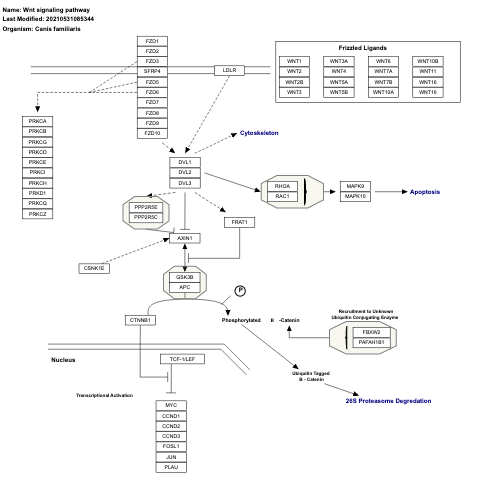 Name: Wnt signaling pathway
Last Modified: 20210531085344
Organism: Canis familiaris
FZD1
FZD2
FZD3
SFRP4
FZD5
FZD6
FZD7
FZD8
FZD9
FZD10
LDLR
Frizzled Ligands
WNT1 WNT3A WNT6 WNT10B
WNT2 WNT4 WNT7A WNT11
WNT2B WNT5A WNT7B WNT16
WNT3 WNT5B WNT10A WNT16
PRKCA
PRKCB
PRKCG
PRKCD
PRKCE
PRKCI
PRKCH
PRKD1
PRKCQ
PRKCZ
Cytoskeleton
DVL1
DVL2
DVL3
RHOA
RAC1
MAPK9
MAPK10
Apoptosis
PPP2R5E
PPP2R5C
FRAT1
AXIN1
CSNK1E
GSK3B
APC
P
CTNNB1
Phosphorylated B -Catenin
Recruitment to Unknown
Ubiquitin Conjugating Enzyme
FBXW2
PAFAH1B1
Nucleus
TCF-1/LEF
Ubiquitin Tagged
B - Catenin
26S Proteasome Degredation
Transcriptional Activation
MYC
CCND1
CCND2
CCND3
FOSL1
JUN
PLAU